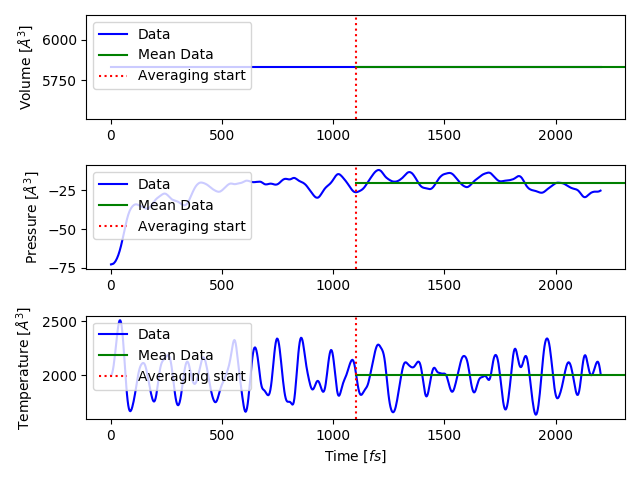 Volume [Å³]
6000
5750
Data
Mean Data
Averaging start
0 500 1000 1500 2000
Pressure [Å³]
−25
−50
−75
Data
Mean Data
Averaging start
0 500 1000 1500 2000
Temperature [Å³]
2500
2000
Data
Mean Data
Averaging start
0 500 1000 1500 2000
Time [fs]